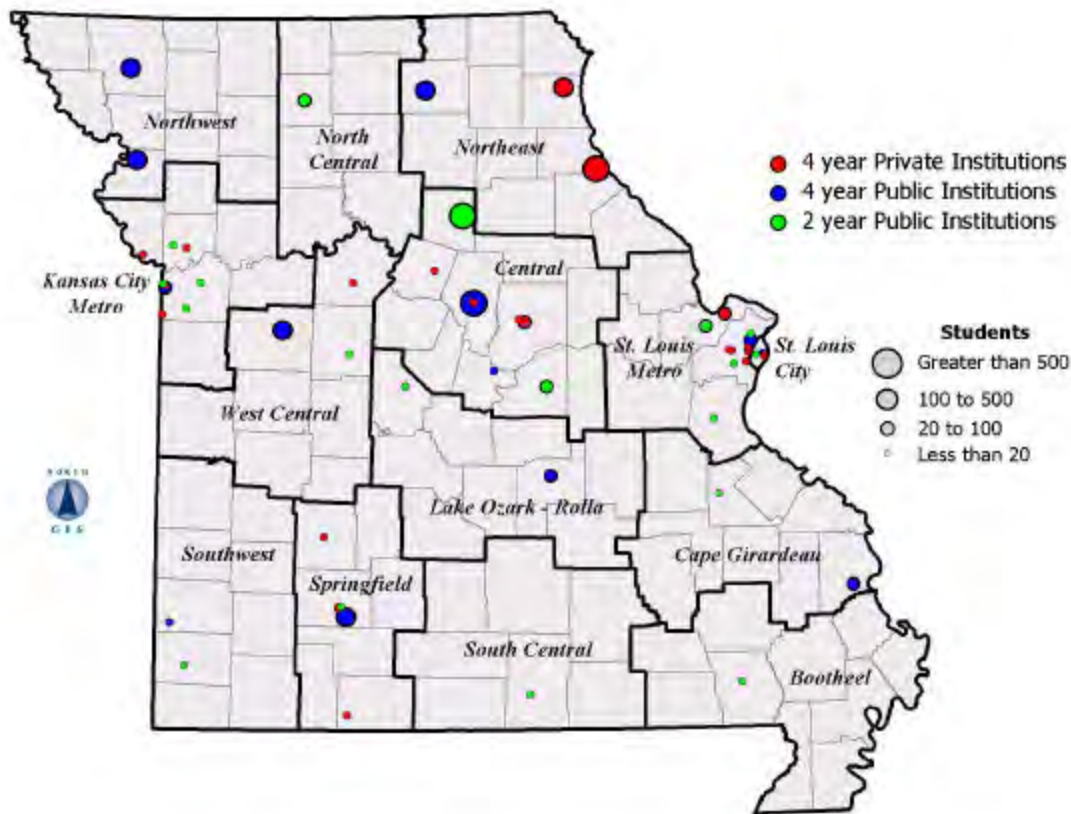 Northwest
North
Central
Northeast
4 year Private Institutions
4 year Public Institutions
2 year Public Institutions
Kansas City
Metro
Central
St. Louis
Metro
St. Louis
City
Students
Greater than 500
100 to 500
20 to 100
Less than 20
West Central
NORTH
Lake Ozark - Rolla
Southwest
Springfield
Cape Girardeau
South Central
Bootheel